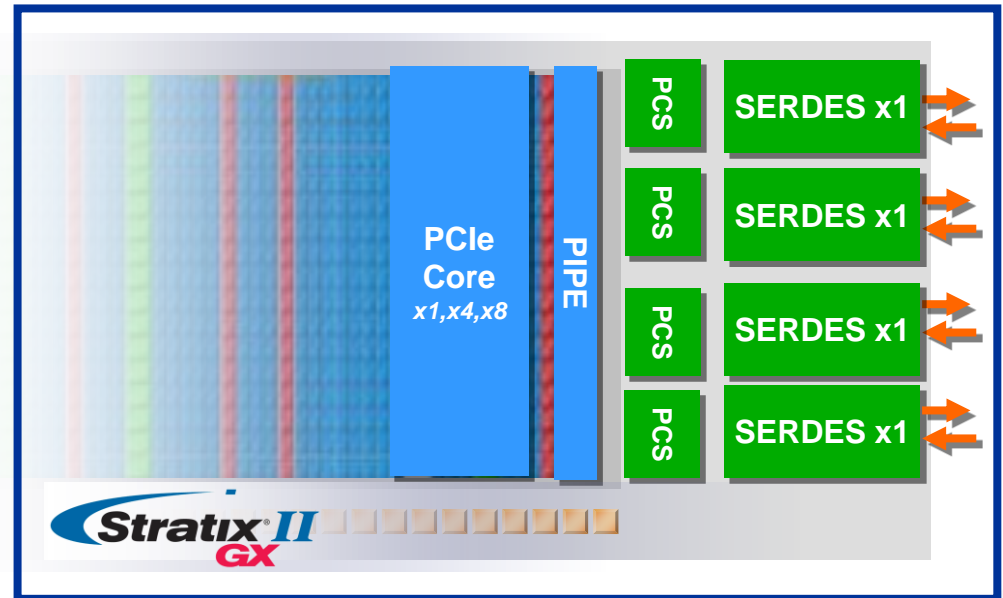 PCIe
Core
x1,x4,x8
PIPE
PCS
SERDES x1
PCS
SERDES x1
PCS
SERDES x1
PCS
SERDES x1
Stratix® II
GX